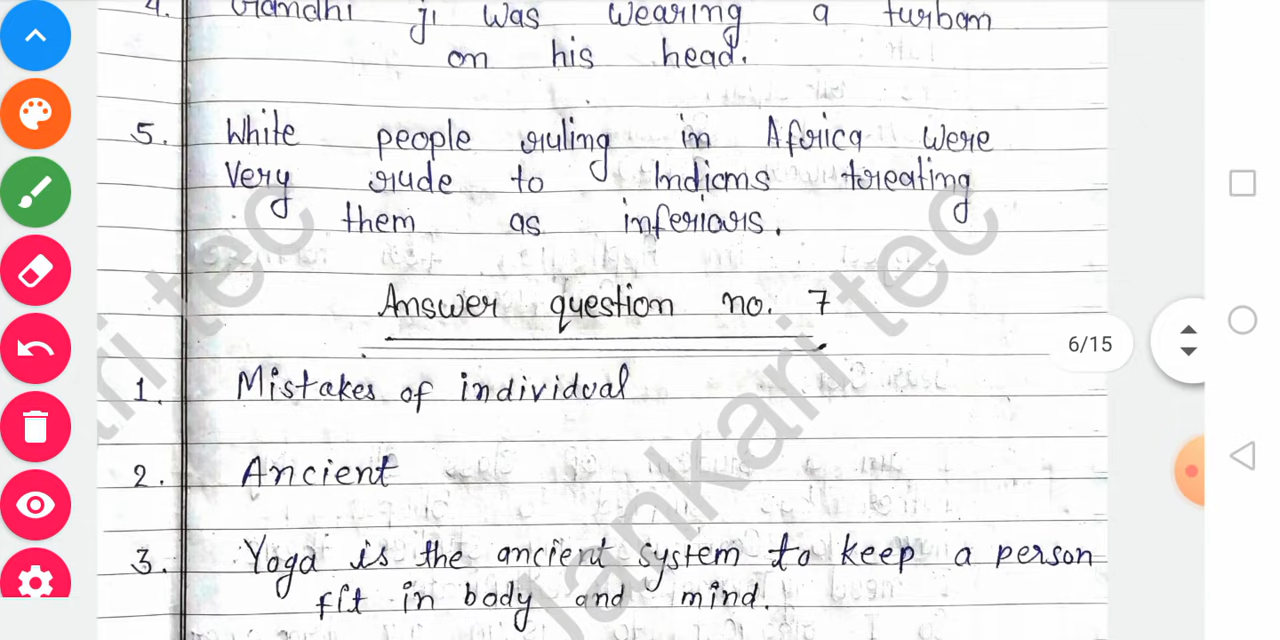 4. Gandhi ji was wearing a turban
on his head.
5. White people ruling in Africa were
very rude to Indians treating
them as inferiors.
Answer question no. 7
6/15
1. Mistakes of individual
2. Ancient
3. Yoga is the ancient system to keep a person
fit in body and mind.
ari tec
Jankari tec